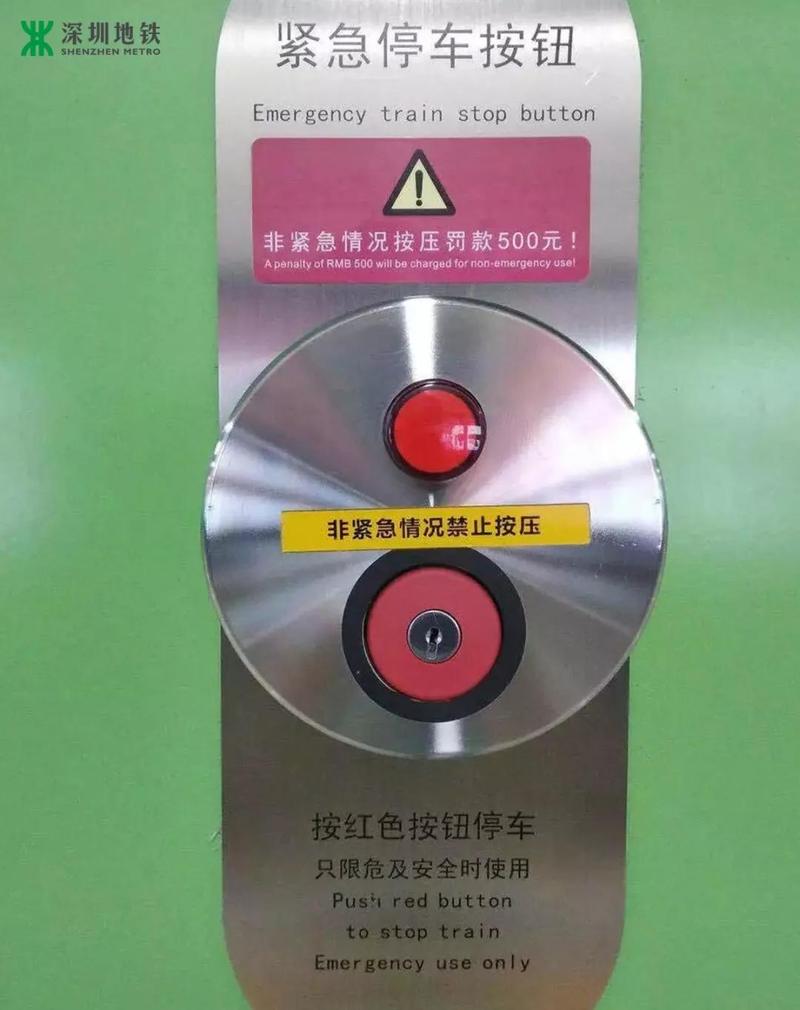 深圳地铁
SHENZHEN METRO
紧急停车按钮
Emergency train stop button
非紧急情况按压罚款500元！
A penalty of RMB 500 will be charged for non-emergency use!
非紧急情况禁止按压
按红色按钮停车
只限危及安全时使用
Push red button
to stop train
Emergency use only